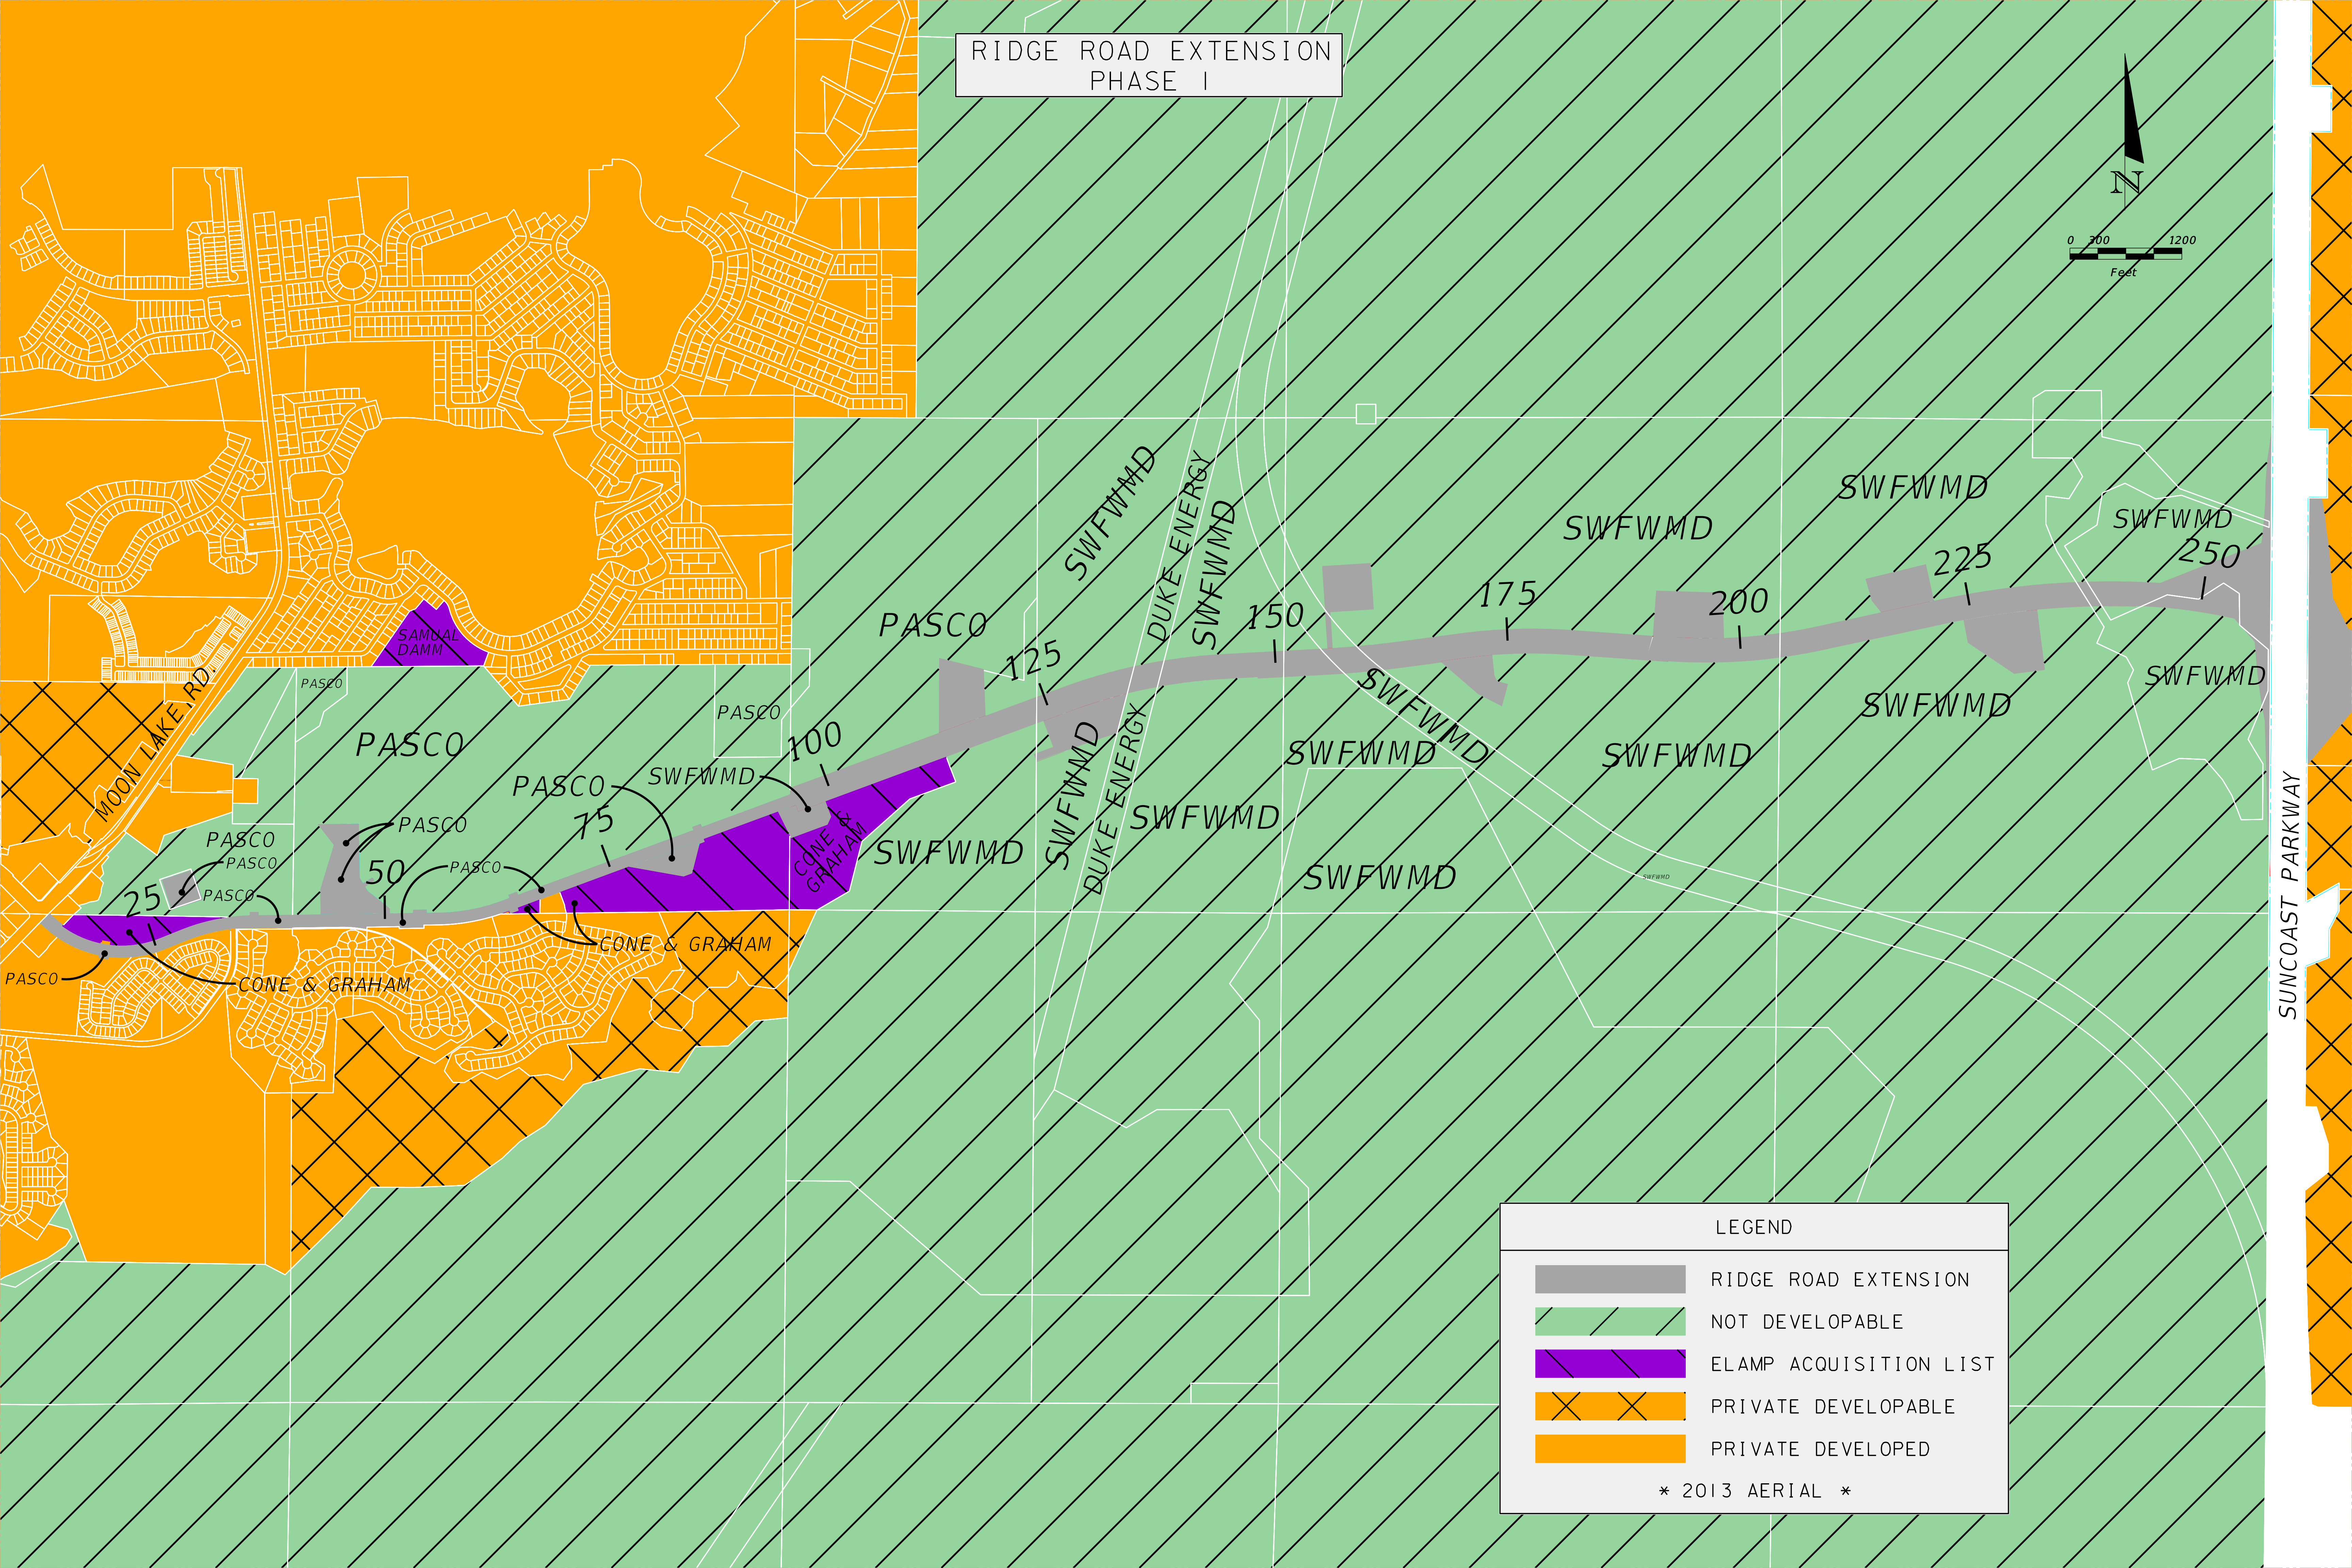 RIDGE ROAD EXTENSION
PHASE I
N
0 300 1200
Feet
SWFWMD
DUKE ENERGY
SWFWMD
SWFWMD
SWFWMD
SWFWMD
250
225
175
200
150
PASCO
125
SAMUAL
DAMM
PASCO
MOON LAKE RD.
PASCO
PASCO
100
SWFWMD
PASCO
75
SWFWMD
SWFWMD
SWFWMD
SWFWMD
SWFWMD
SWFWMD
DUKE ENERGY
SWFWMD
SWFWMD
SWFWMD
SWFWMD
SUNCOAST PARKWAY
PASCO
PASCO
PASCO
50
PASCO
PASCO
25
CONE &
GRAHAM
CONE & GRAHAM
PASCO
CONE & GRAHAM
SWFWMD
LEGEND
RIDGE ROAD EXTENSION
NOT DEVELOPABLE
ELAMP ACQUISITION LIST
PRIVATE DEVELOPABLE
PRIVATE DEVELOPED
* 2013 AERIAL *